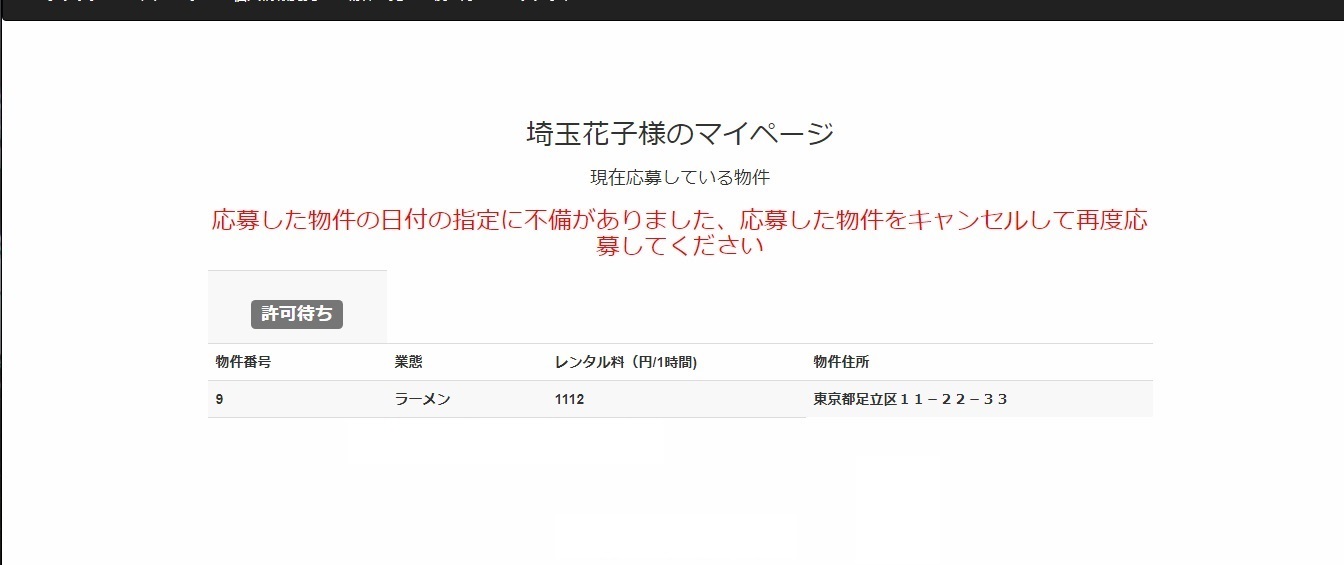 埼玉花子様のマイページ
現在応募している物件
応募した物件の日付の指定に不備がありました、応募した物件をキャンセルして再度応
募してください
許可待ち
物件番号 業態 レンタル料（円/1時間) 物件住所
9 ラーメン 1112 東京都足立区１１－２２－３３